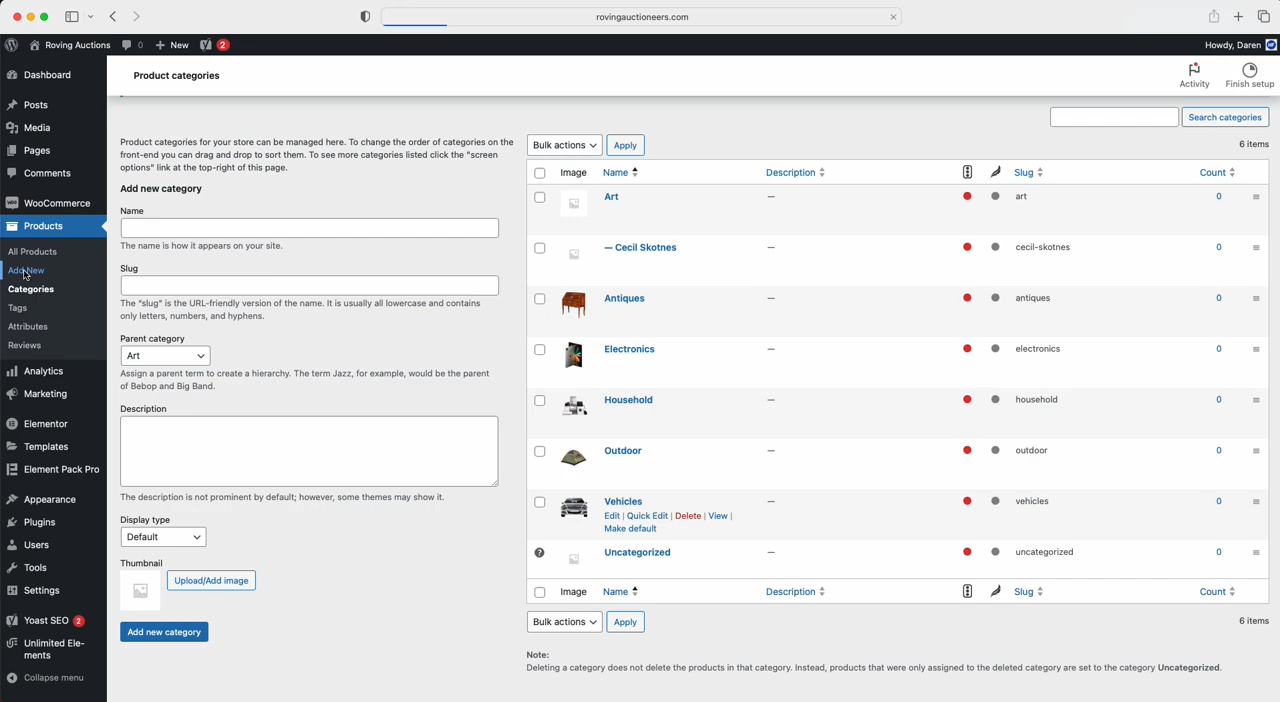 rovingauctioneers.com
Roving Auctions
0
New
2
Howdy, Daren
Product categories
Activity
Finish setup
Dashboard
Posts
Media
Pages
Comments
WooCommerce
Products
All Products
Add New
Categories
Tags
Attributes
Reviews
Analytics
Marketing
Elementor
Templates
Element Pack Pro
Appearance
Plugins
Users
Tools
Settings
Yoast SEO 2
Unlimited Ele-
ments
Collapse menu
Search categories
Product categories for your store can be managed here. To change the order of categories on the
front-end you can drag and drop to sort them. To see more categories listed click the "screen
options" link at the top-right of this page.
Add new category
Name
The name is how it appears on your site.
Slug
The "slug" is the URL-friendly version of the name. It is usually all lowercase and contains
only letters, numbers, and hyphens.
Parent category
Art
Assign a parent term to create a hierarchy. The term Jazz, for example, would be the parent
of Bebop and Big Band.
Description
The description is not prominent by default; however, some themes may show it.
Display type
Default
Thumbnail
Upload/Add image
Add new category
Bulk actions
Apply
6 items
Image Name Description Slug Count
Art — art 0
— Cecil Skotnes — cecil-skotnes 0
Antiques — antiques 0
Electronics — electronics 0
Household — household 0
Outdoor — outdoor 0
Vehicles — vehicles 0
Edit | Quick Edit | Delete | View |
Make default
? Uncategorized — uncategorized 0
Image Name Description Slug Count
Bulk actions
Apply
6 items
Note:
Deleting a category does not delete the products in that category. Instead, products that were only assigned to the deleted category are set to the category Uncategorized.